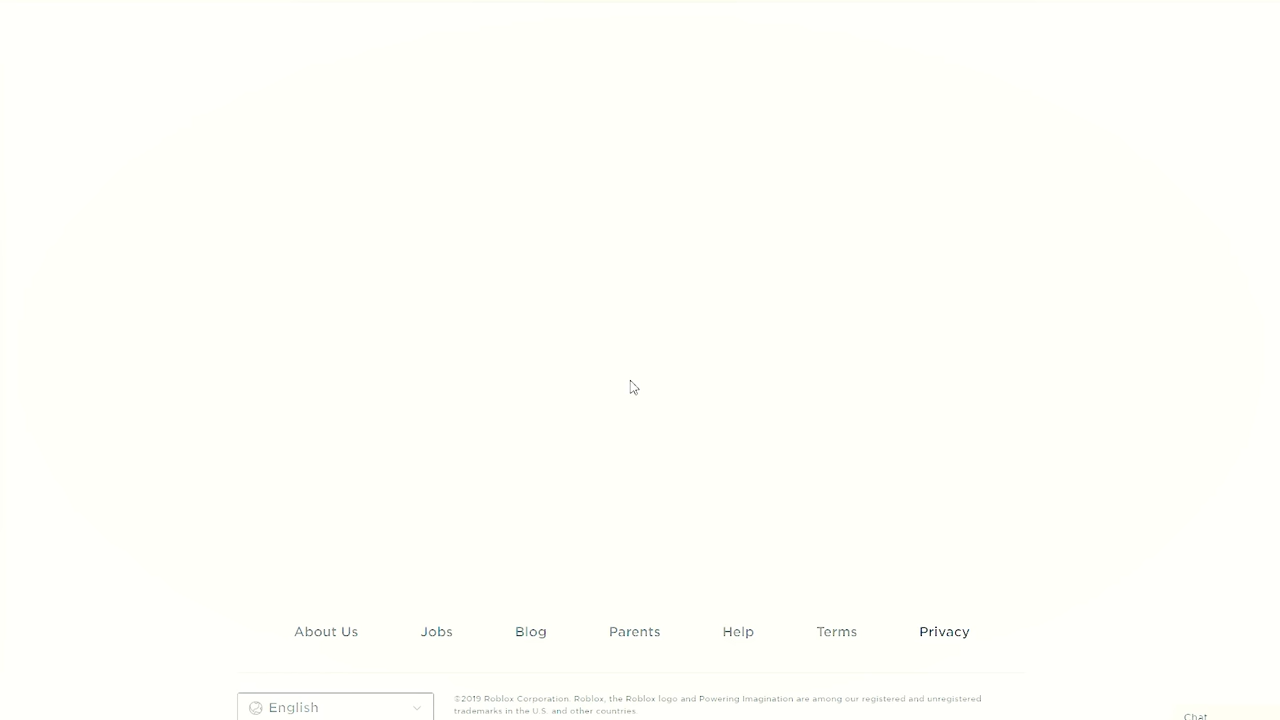 About Us Jobs Blog Parents Help Terms Privacy
English
©2019 Roblox Corporation. Roblox, the Roblox logo and Powering Imagination are among our registered and unregistered
trademarks in the U.S. and other countries.
Chat